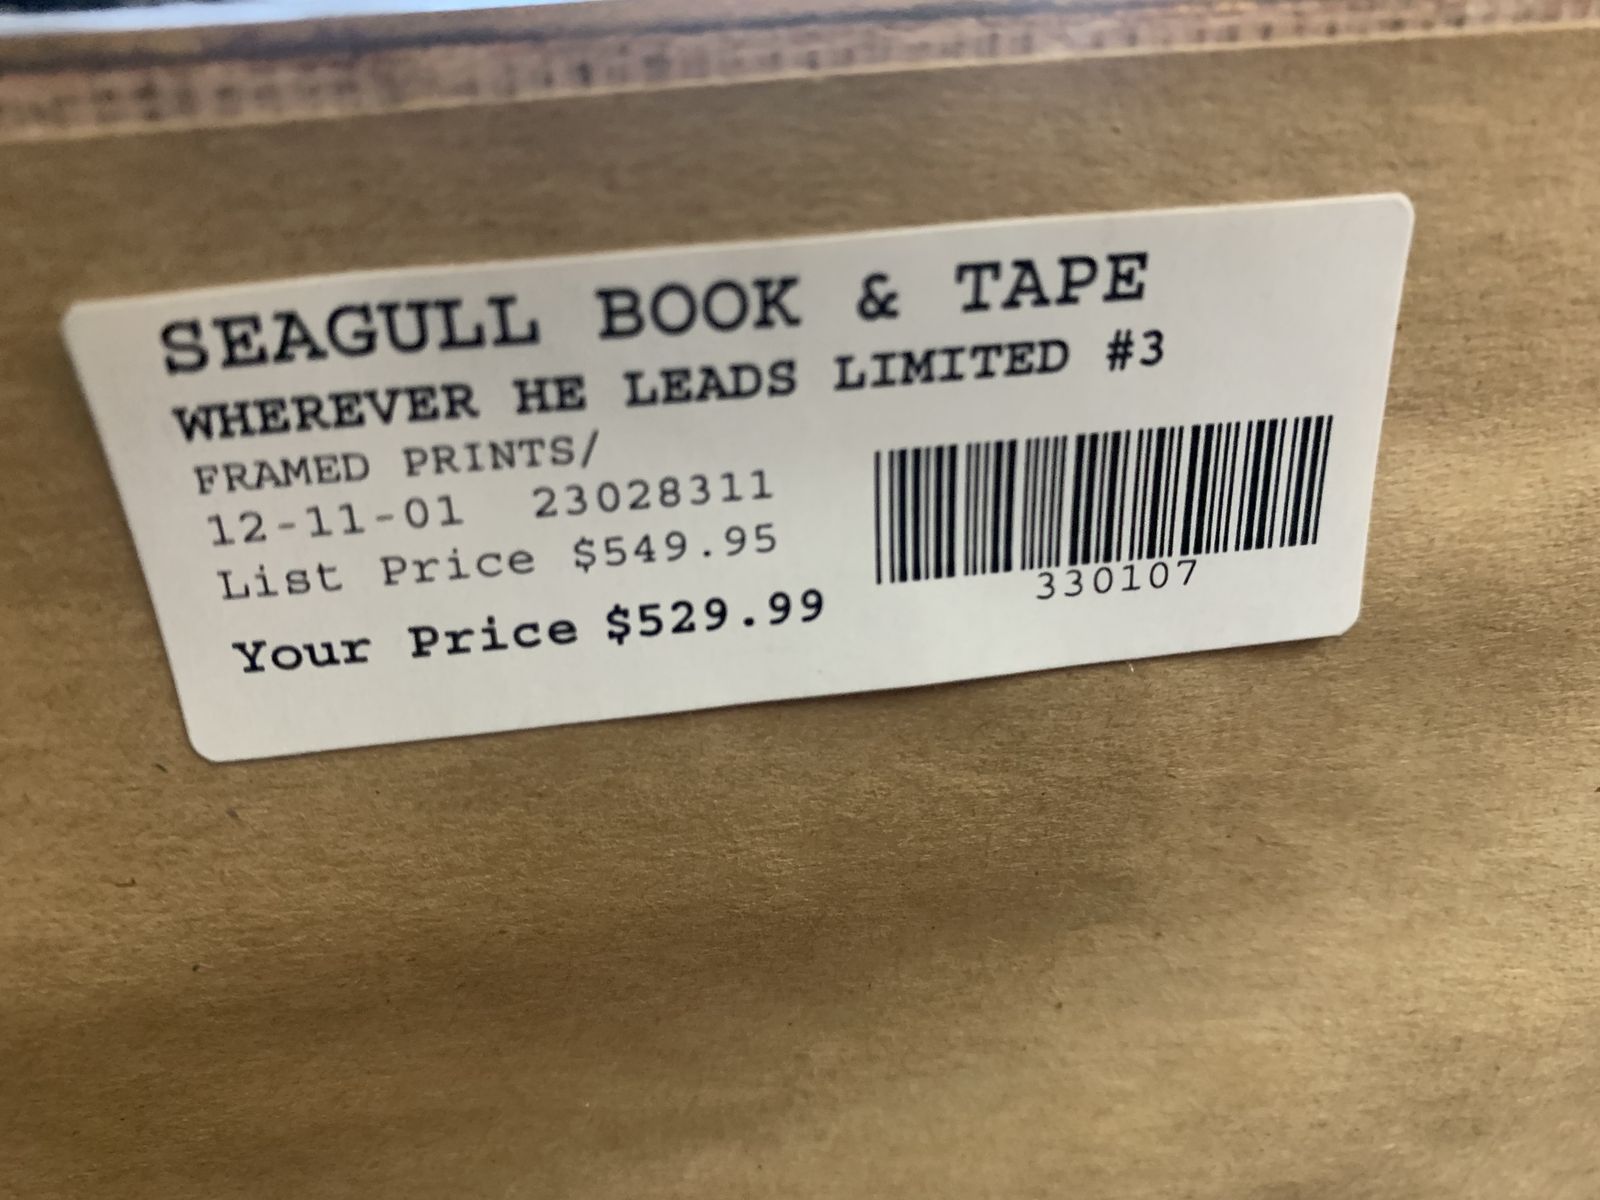 SEAGULL BOOK & TAPE
WHEREVER HE LEADS LIMITED #3
FRAMED PRINTS/
12-11-01 23028311
List Price $549.95
Your Price $529.99
330107